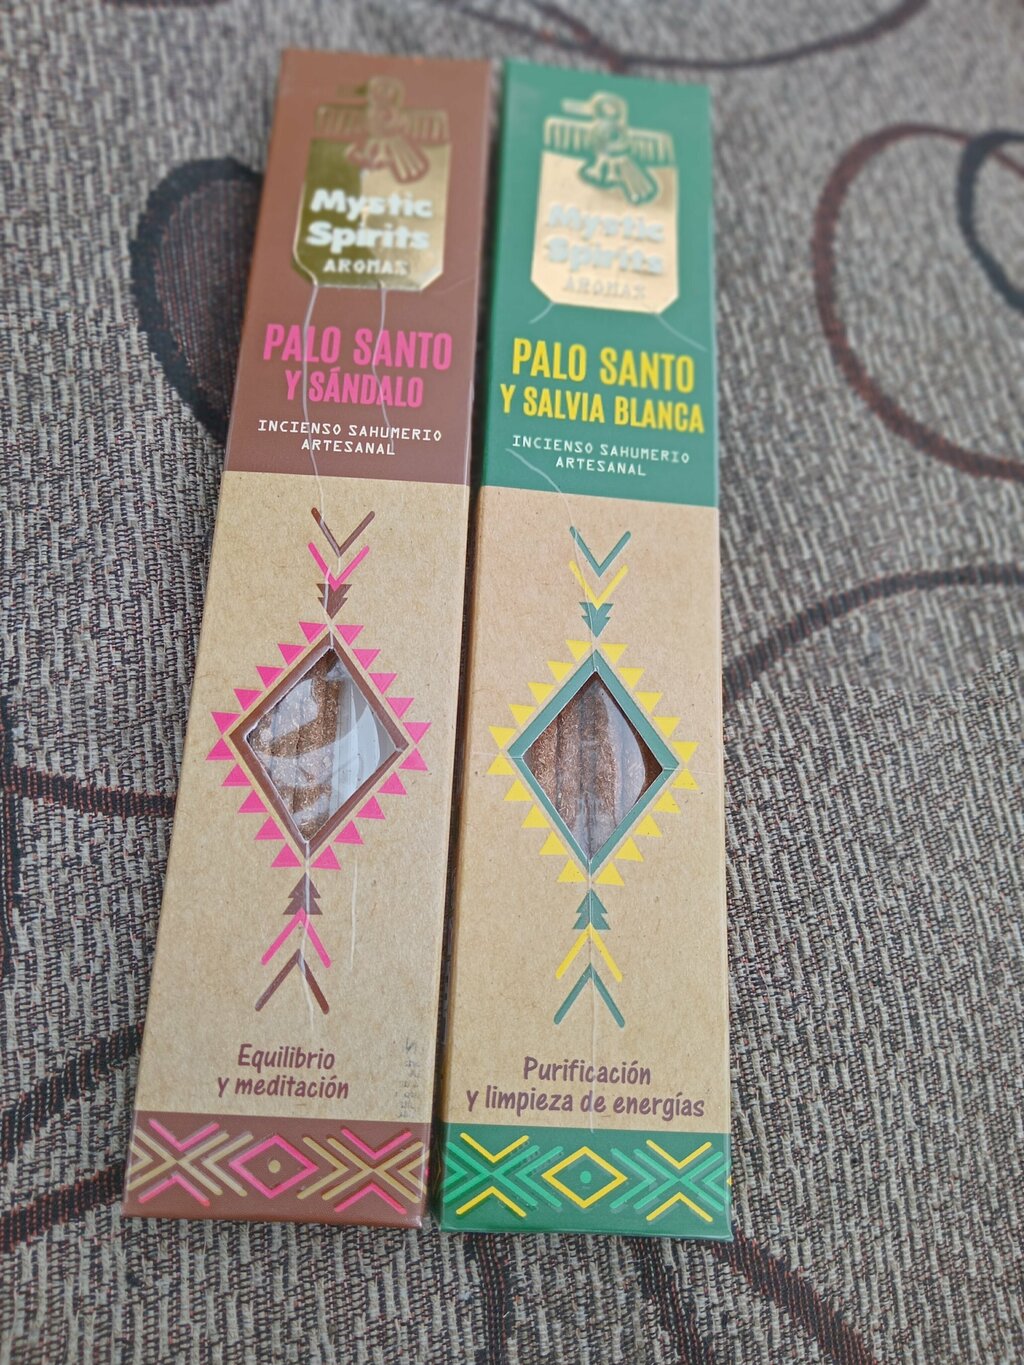 Mystic
Spirits
AROMAS
PALO SANTO
Y SÁNDALO
INCIENSO SAHUMERIO
ARTESANAL
Equilibrio
y meditación
Mystic
Spirits
AROMAS
PALO SANTO
Y SALVIA BLANCA
INCIENSO SAHUMERIO
ARTESANAL
Purificación
y limpieza de energías